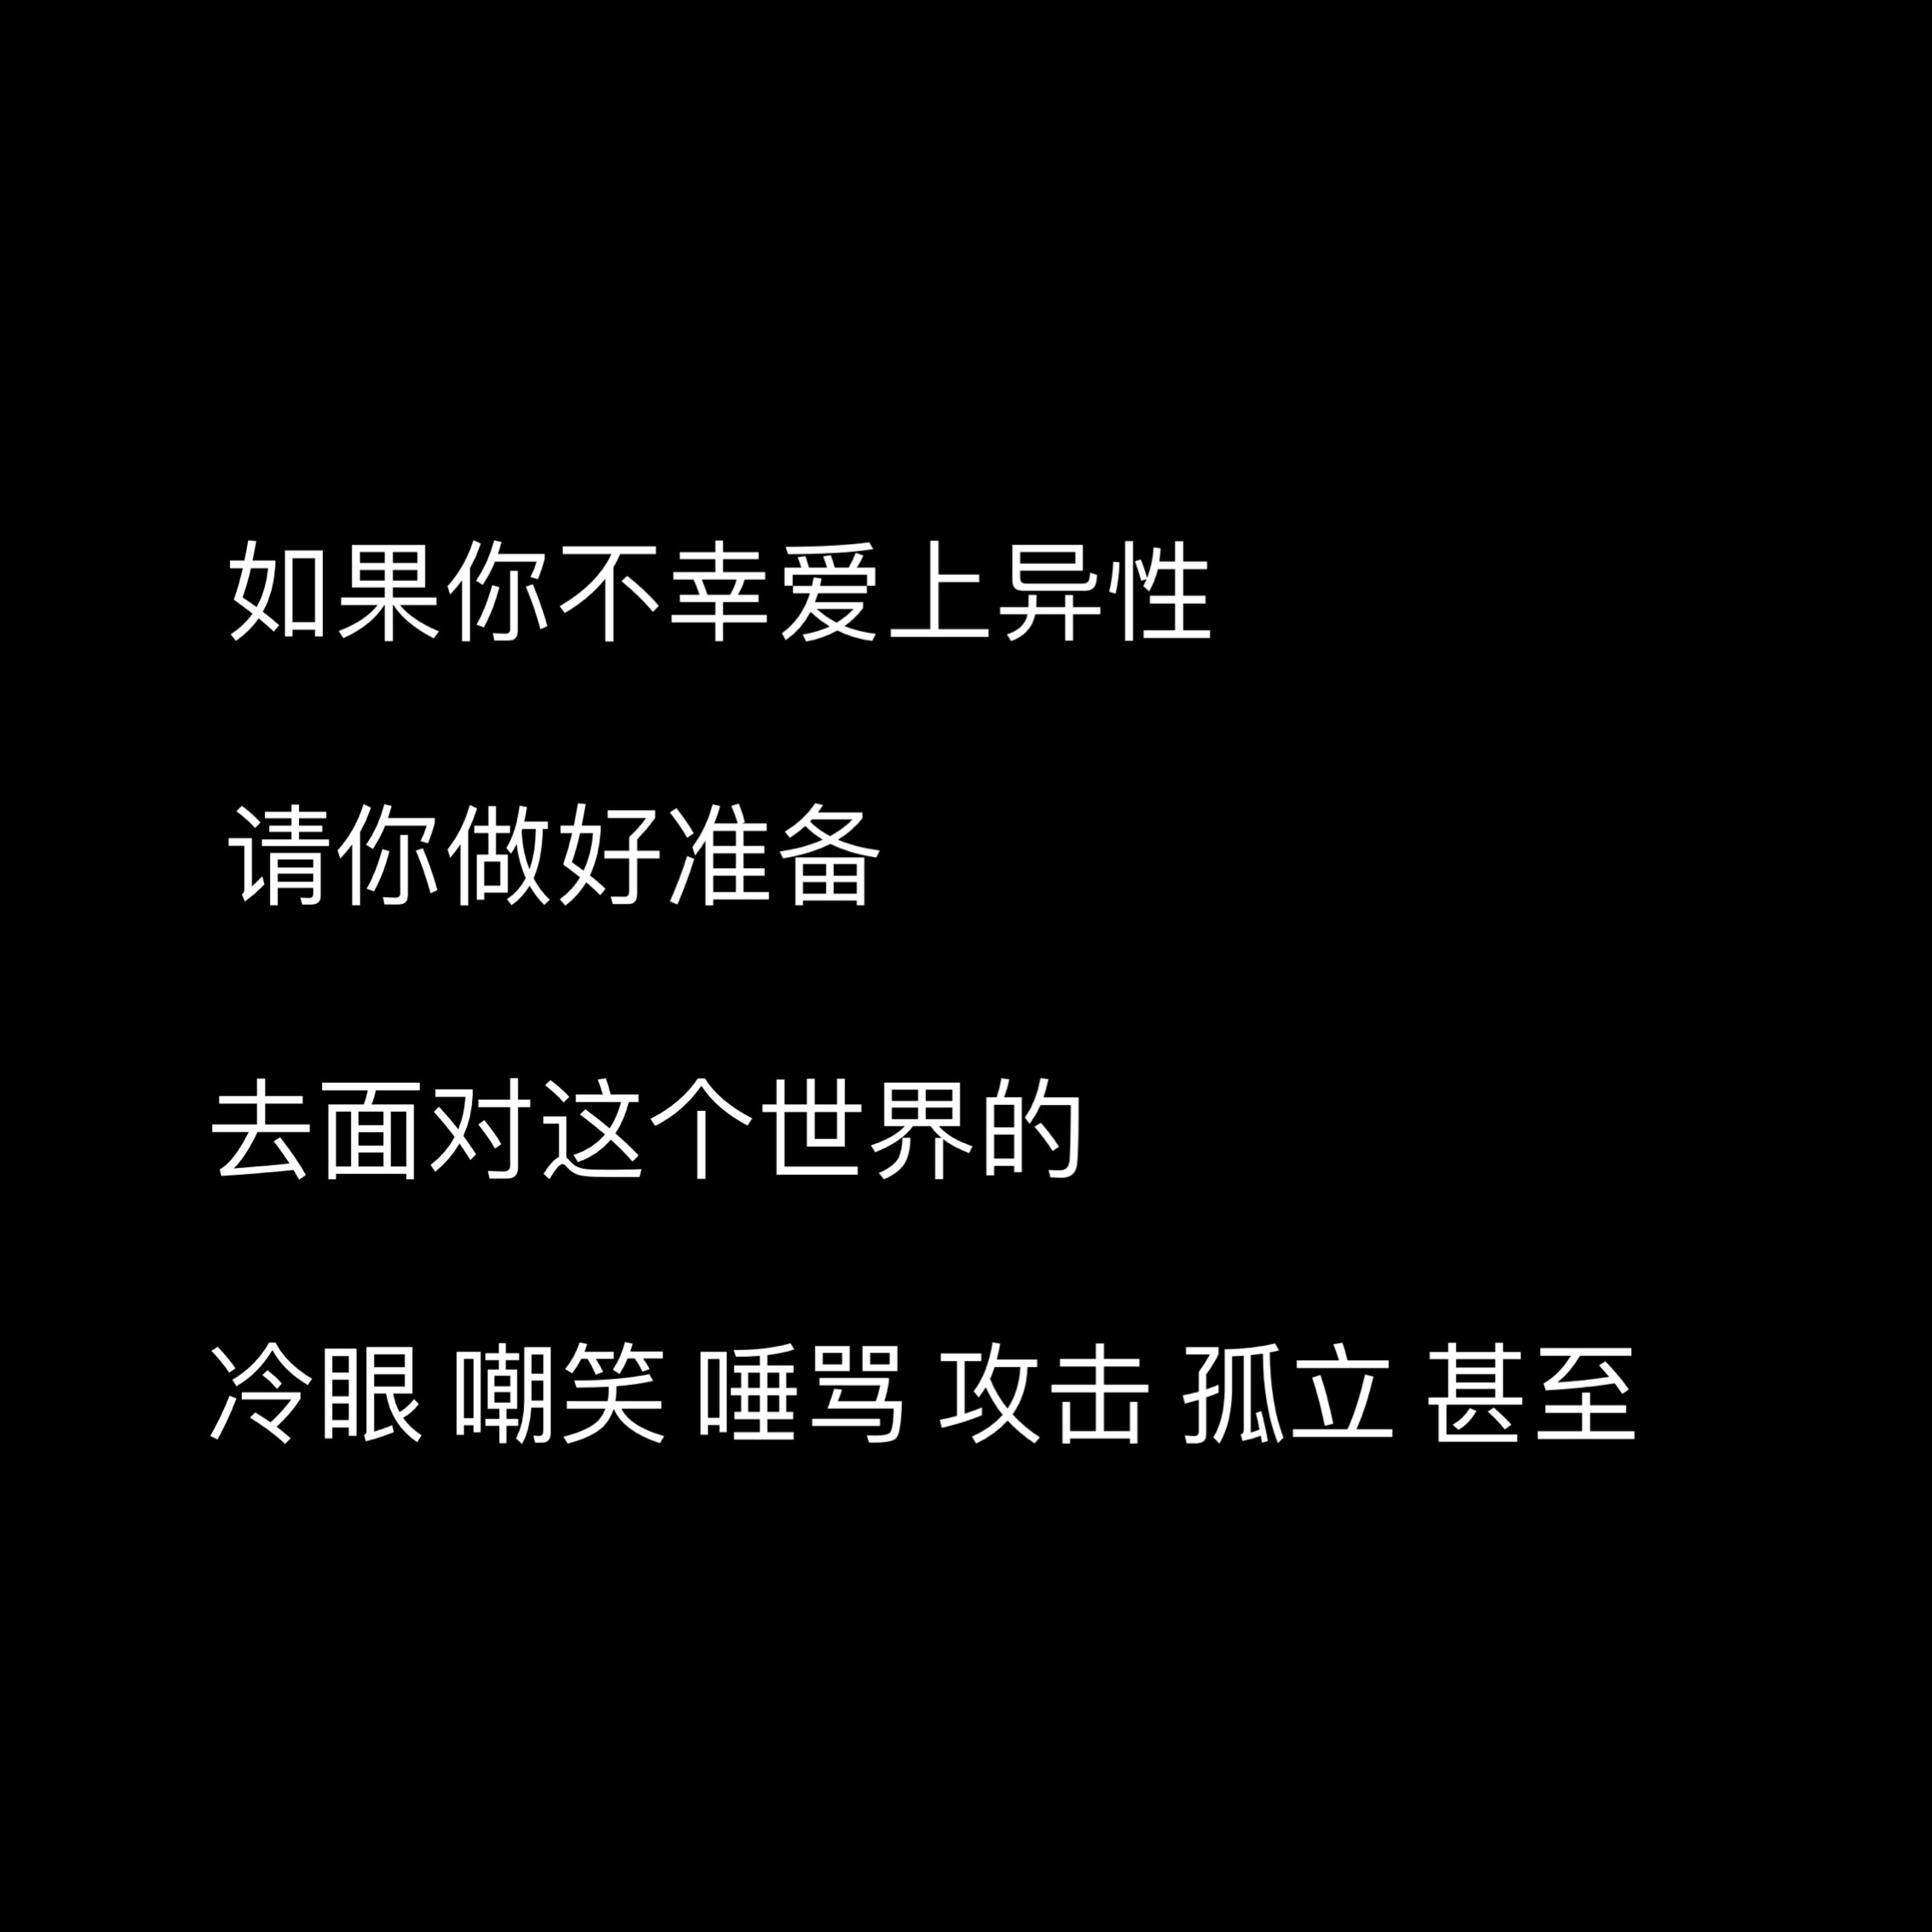 如果你不幸爱上异性
请你做好准备
去面对这个世界的
冷眼 嘲笑 唾骂 攻击 孤立 甚至